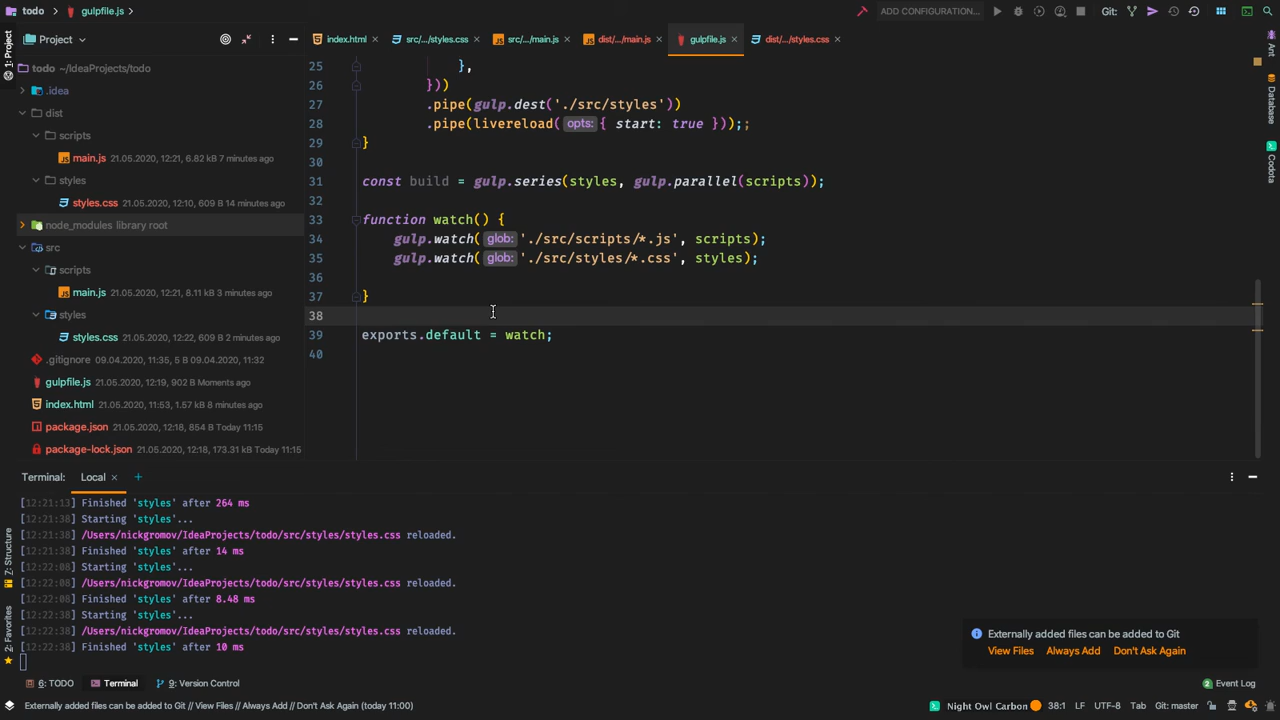 todo > gulpfile.js >
ADD CONFIGURATION...
Git:
Project
index.html
src/.../styles.css
src/.../main.js
dist/.../main.js
gulpfile.js
dist/.../styles.css
1: Project
todo ~/IdeaProjects/todo
.idea
dist
scripts
main.js 21.05.2020, 12:21, 6.82 kB 7 minutes ago
styles
styles.css 21.05.2020, 12:10, 609 B 14 minutes ago
node_modules library root
src
scripts
main.js 21.05.2020, 12:21, 8.11 kB 3 minutes ago
styles
styles.css 21.05.2020, 12:22, 609 B 2 minutes ago
.gitignore 09.04.2020, 11:35, 5 B 09.04.2020, 11:32
gulpfile.js 21.05.2020, 12:19, 902 B Moments ago
index.html 21.05.2020, 11:53, 1.57 kB 8 minutes ago
package.json 21.05.2020, 12:18, 854 B Today 11:15
package-lock.json 21.05.2020, 12:18, 173.31 kB Today 11:15
25 },
26 }))
27 .pipe(gulp.dest('./src/styles'))
28 .pipe(livereload( opts: { start: true }));;
29 }
30
31 const build = gulp.series(styles, gulp.parallel(scripts));
32
33 function watch() {
34 gulp.watch( glob: './src/scripts/*.js', scripts);
35 gulp.watch( glob: './src/styles/*.css', styles);
36
37 }
38
39 exports.default = watch;
40
Ant
Database
Codota
Terminal: Local +
[12:21:13] Finished 'styles' after 264 ms
[12:21:38] Starting 'styles'...
[12:21:38] /Users/nickgromov/IdeaProjects/todo/src/styles/styles.css reloaded.
[12:21:38] Finished 'styles' after 14 ms
[12:22:08] Starting 'styles'...
[12:22:08] /Users/nickgromov/IdeaProjects/todo/src/styles/styles.css reloaded.
[12:22:08] Finished 'styles' after 8.48 ms
[12:22:38] Starting 'styles'...
[12:22:38] /Users/nickgromov/IdeaProjects/todo/src/styles/styles.css reloaded.
[12:22:38] Finished 'styles' after 10 ms
Z: Structure
2: Favorites
Externally added files can be added to Git
View Files Always Add Don't Ask Again
6: TODO
Terminal
9: Version Control
2 Event Log
Externally added files can be added to Git // View Files // Always Add // Don't Ask Again (today 11:00)
Night Owl Carbon 38:1 LF UTF-8 Tab Git: master